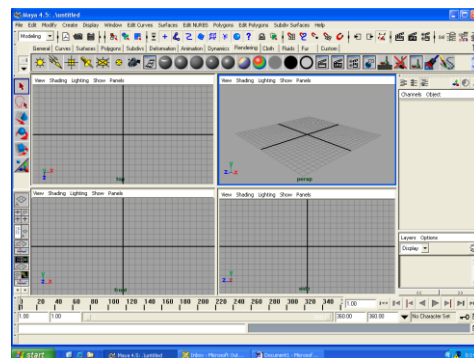 Maya 4.5: .\untitled
File Edit Modify Create Display Window Edit Curves Surfaces Edit NURBS Polygons Edit Polygons Subdiv Surfaces Help
Modeling
General Curves Surfaces Polygons Subdivs Deformation Animation Dynamics Rendering Cloth Fluids Fur Custom
View Shading Lighting Show Panels
View Shading Lighting Show Panels
Channels Object
top
persp
View Shading Lighting Show Panels
View Shading Lighting Show Panels
Layers Options
Display
front
side
20 40 60 80 100 120 140 160 180 200 220 240 260 280 300 320 340
1.00
1.00 1.00 360.00 360.00 No Character Set
start
Maya 4.5: .\untitled
Inbox - Microsoft Out...
Document1 - Microsof...